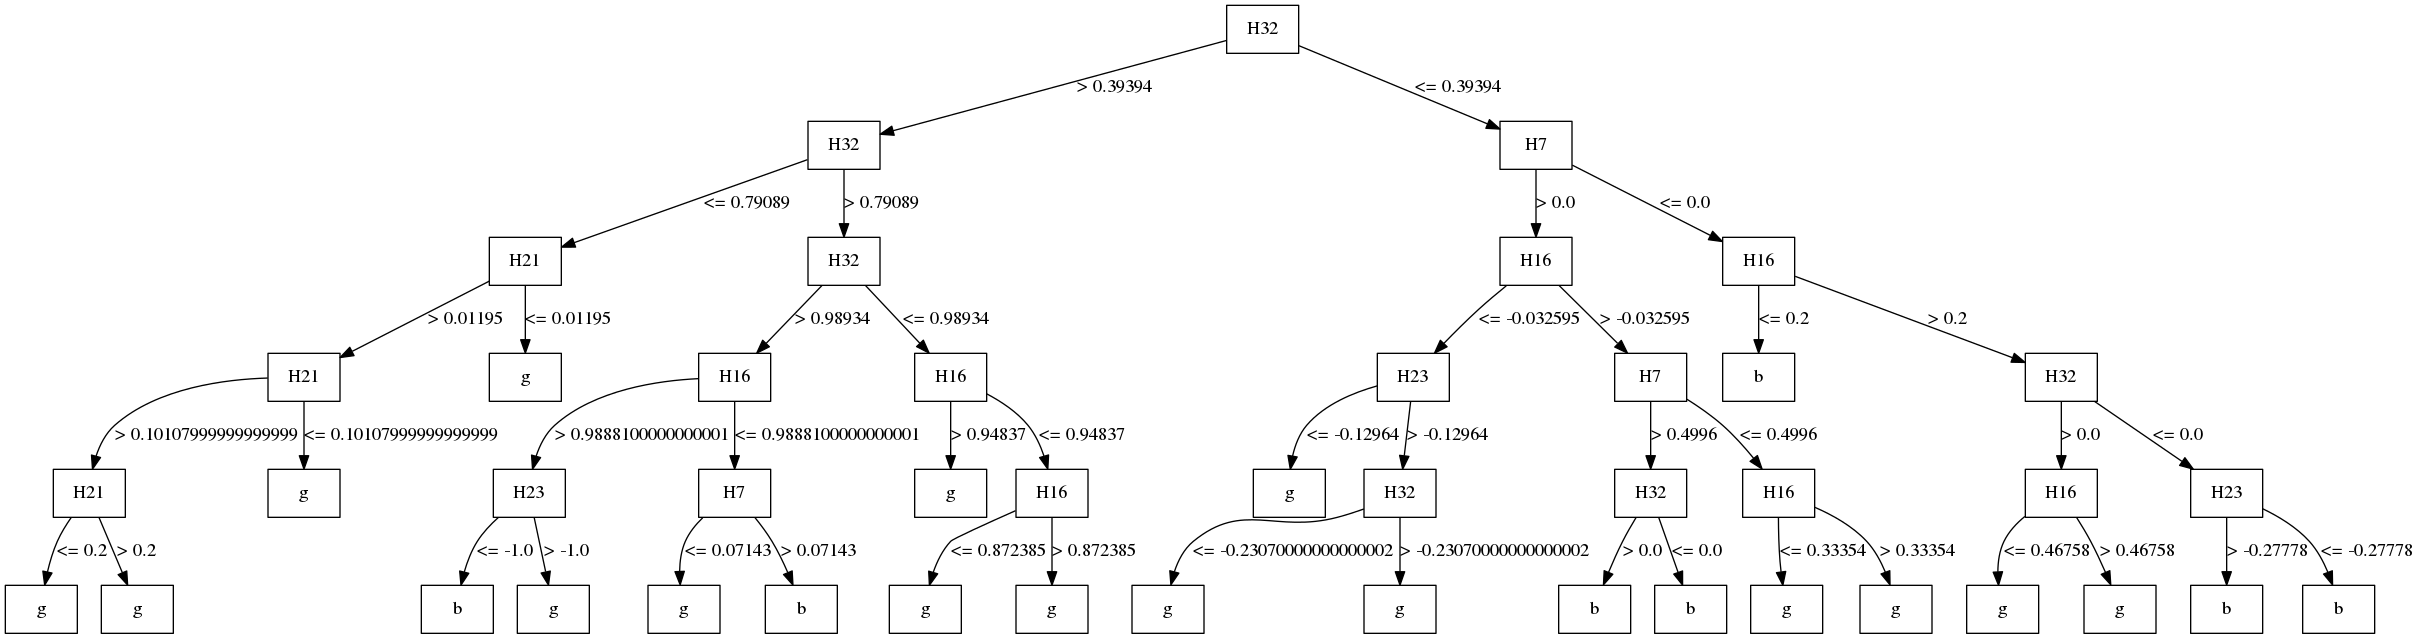 H32
> 0.39394
<= 0.39394
H32
H7
<= 0.79089
> 0.79089
> 0.0
<= 0.0
H21
H32
H16
H16
> 0.01195
<= 0.01195
> 0.98934
<= 0.98934
<= -0.032595
> -0.032595
<= 0.2
> 0.2
H21
g
H16
H16
H23
H7
b
H32
> 0.10107999999999999
<= 0.10107999999999999
> 0.9888100000000001
<= 0.9888100000000001
> 0.94837
<= 0.94837
<= -0.12964
> -0.12964
> 0.4996
<= 0.4996
> 0.0
<= 0.0
H21
g
H23
H7
g
H16
g
H32
H32
H16
H16
H23
<= 0.2
> 0.2
<= -1.0
> -1.0
<= 0.07143
> 0.07143
<= 0.872385
> 0.872385
<= -0.23070000000000002
> -0.23070000000000002
> 0.0
<= 0.0
<= 0.33354
> 0.33354
<= 0.46758
> 0.46758
> -0.27778
<= -0.27778
g
g
b
g
g
b
g
g
g
g
b
b
g
g
g
g
b
b